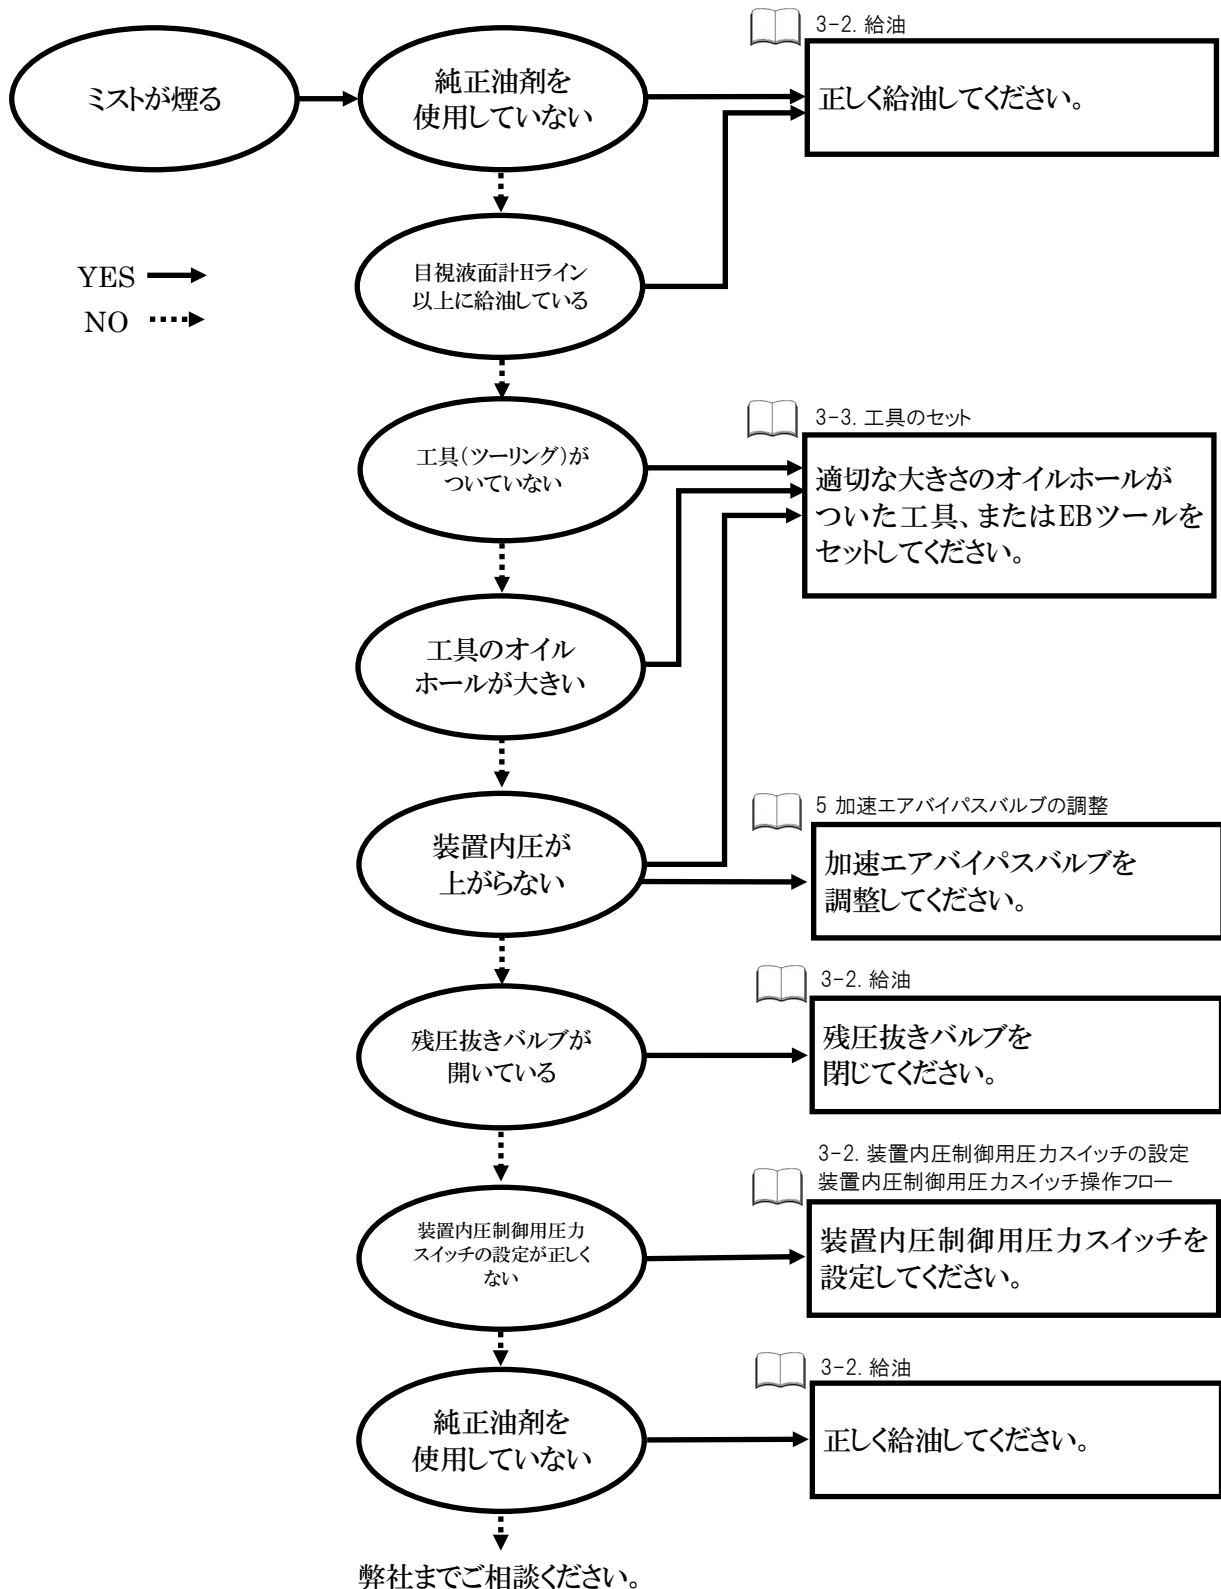 3-2. 給油
ミストが煙る
純正油剤を
使用していない
正しく給油してください。
YES
NO
目視液面計Hライン
以上に給油している
工具(ツーリング)が
ついていない
3-3. 工具のセット
適切な大きさのオイルホールが
ついた工具、またはEBツールを
セットしてください。
工具のオイル
ホールが大きい
装置内圧が
上がらない
5 加速エアバイパスバルブの調整
加速エアバイパスバルブを
調整してください。
残圧抜きバルブが
開いている
3-2. 給油
残圧抜きバルブを
閉じてください。
装置内圧制御用圧力
スイッチの設定が正しく
ない
3-2. 装置内圧制御用圧力スイッチの設定
装置内圧制御用圧力スイッチ操作フロー
装置内圧制御用圧力スイッチを
設定してください。
純正油剤を
使用していない
3-2. 給油
正しく給油してください。
弊社までご相談ください。